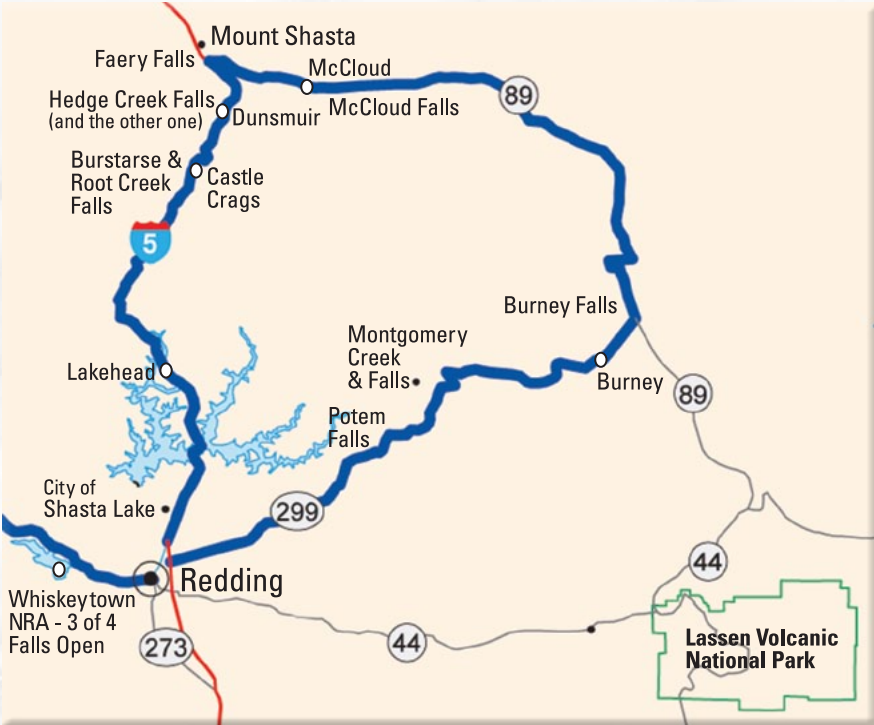 Mount Shasta
Faery Falls
McCloud
McCloud Falls
89
Hedge Creek Falls
(and the other one)
Dunsmuir
Burstarse &
Root Creek
Falls
Castle
Crags
5
Burney Falls
Montgomery
Creek
& Falls
Lakehead
Burney
89
Potem
Falls
City of
Shasta Lake
299
44
Redding
Whiskeytown
NRA - 3 of 4
Falls Open
273
44
Lassen Volcanic
National Park